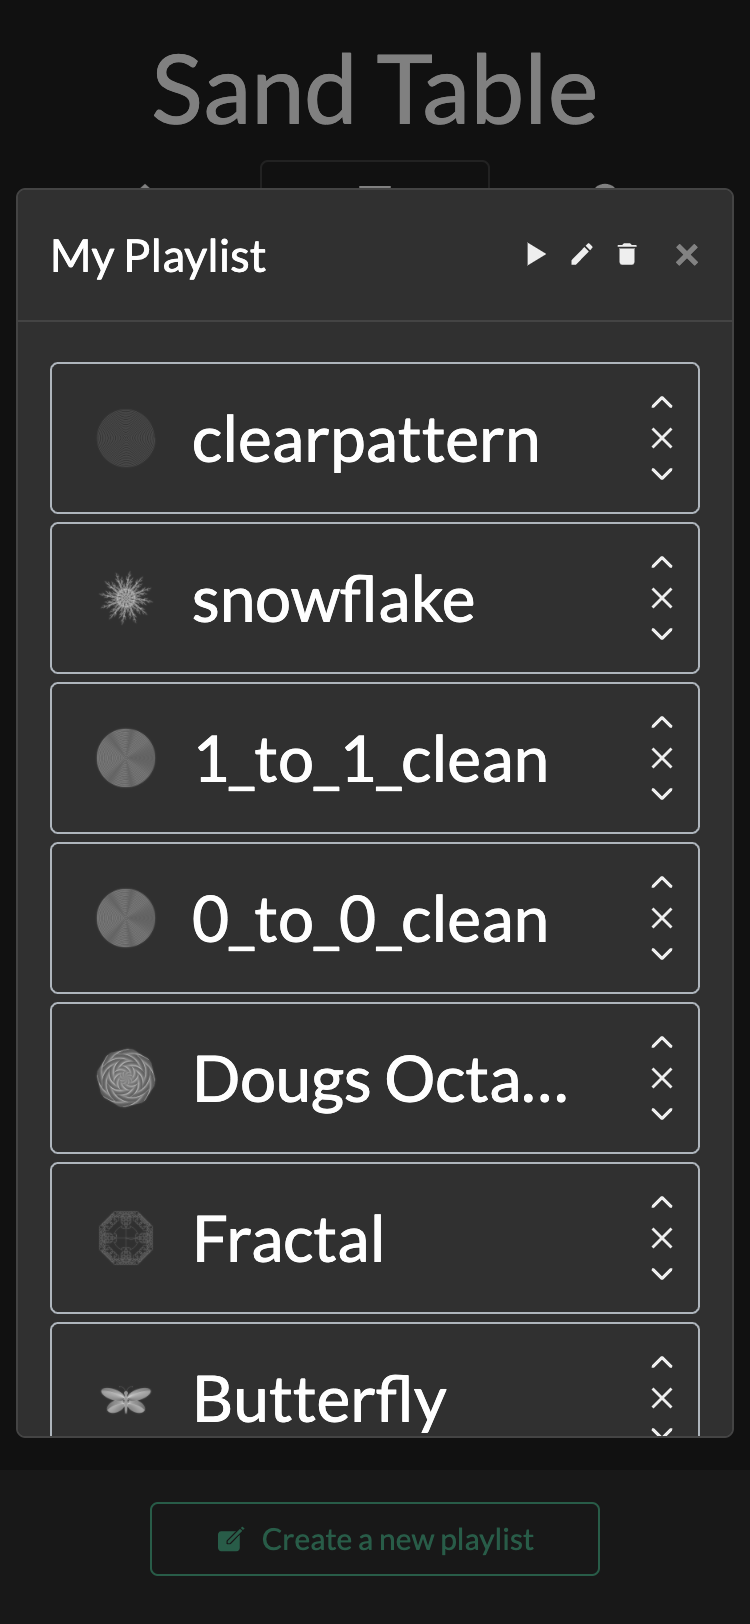 Sand Table
My Playlist
clearpattern
snowflake
1_to_1_clean
0_to_0_clean
Dougs Octa...
Fractal
Butterfly
Create a new playlist